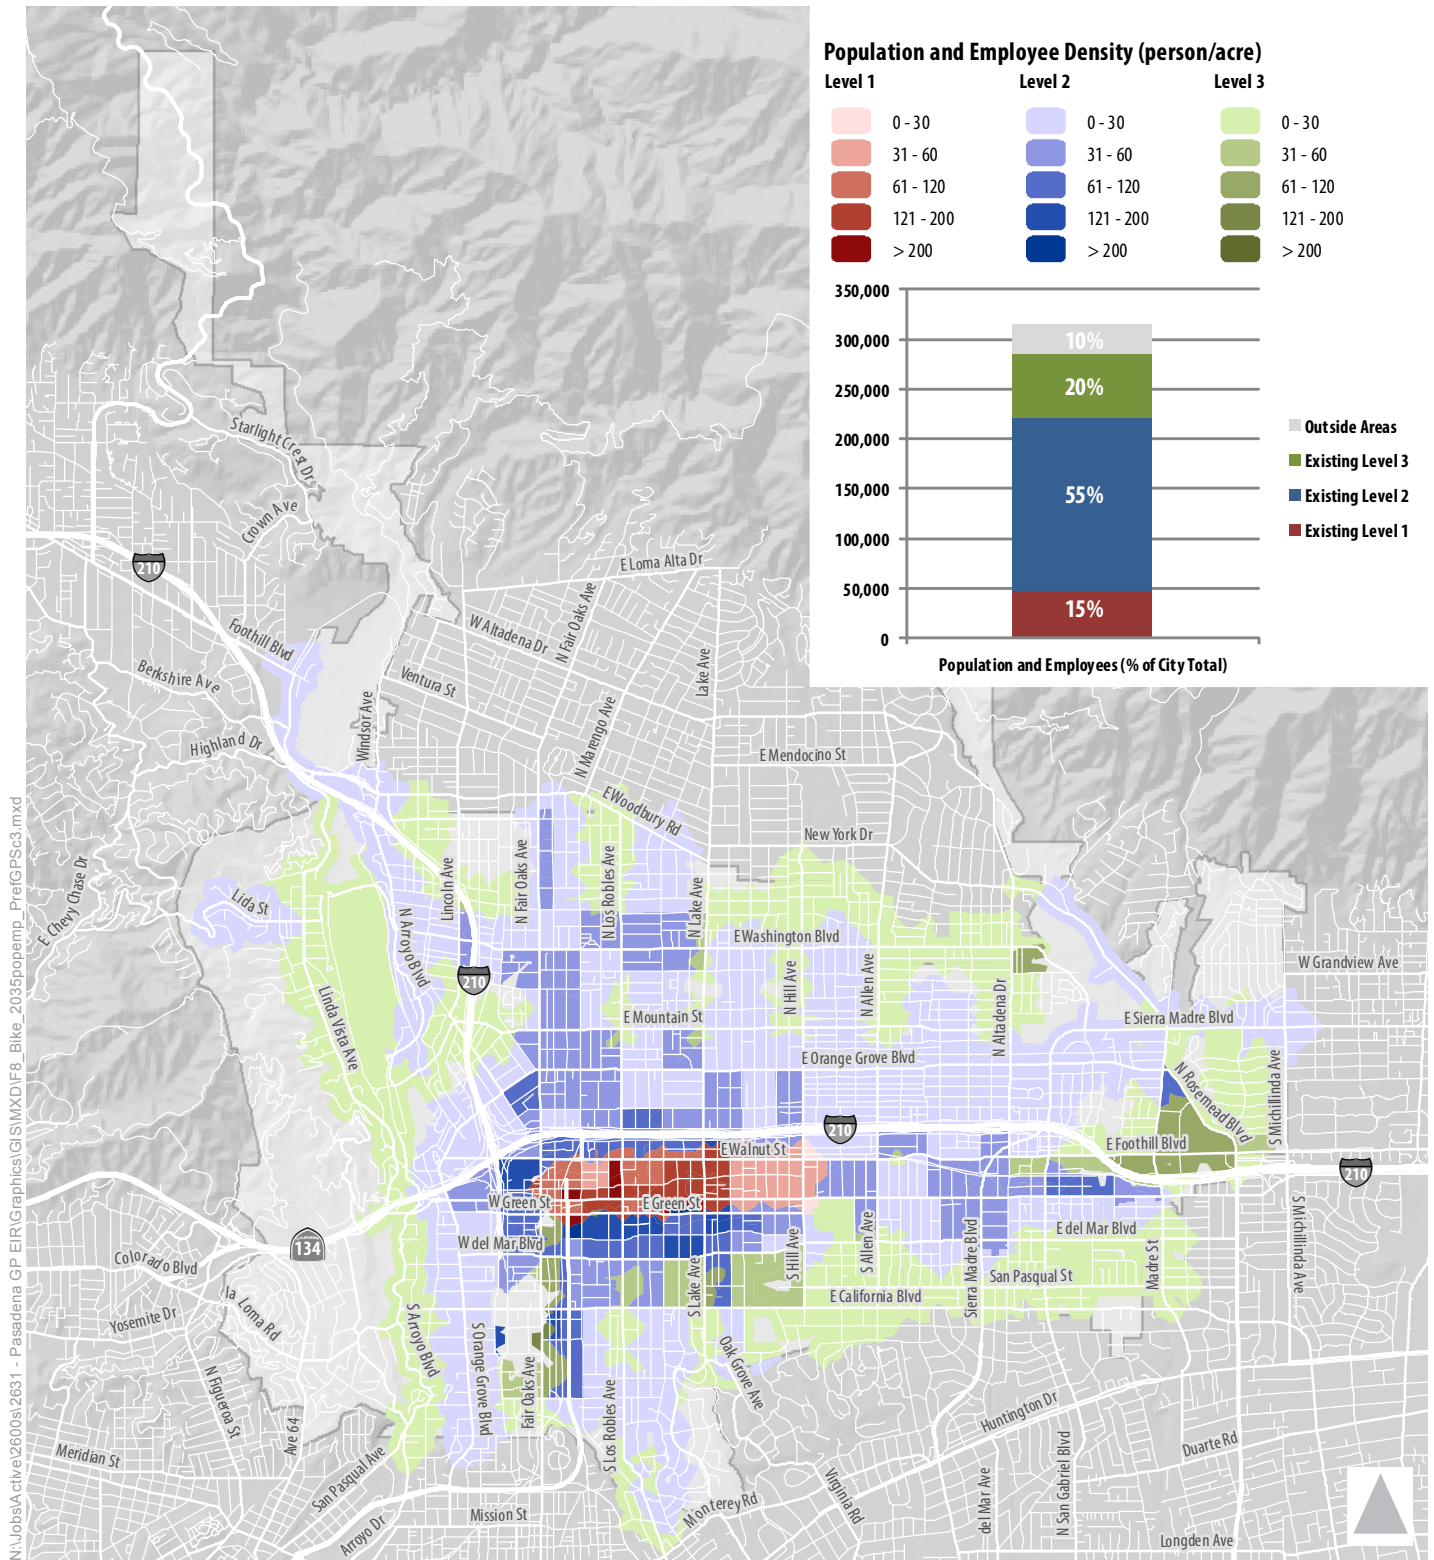 Population and Employee Density (person/acre)
Level 1
Level 2
Level 3
0 - 30
0 - 30
0 - 30
31 - 60
31 - 60
31 - 60
61 - 120
61 - 120
61 - 120
121 - 200
121 - 200
121 - 200
> 200
> 200
> 200
350,000
300,000
250,000
200,000
150,000
100,000
50,000
0
10%
20%
55%
15%
Outside Areas
Existing Level 3
Existing Level 2
Existing Level 1
Population and Employees (% of City Total)
Starlight Crest Dr
Crown Ave
210
E Loma Alta Dr
W Altadena Dr
N Fair Oaks Ave
Foothill Blvd
Berkshire Ave
Ventura St
Lake Ave
Windsor Ave
N Marengo Ave
Highland Dr
E Mendocino St
E Woodbury Rd
New York Dr
E Chevy Chase Dr
Lida St
Lincoln Ave
N Fair Oaks Ave
N Los Robles Ave
N Lake Ave
N Arroyo Blvd
E Washington Blvd
210
N Hill Ave
N Allen Ave
W Grandview Ave
Linda Vista Ave
E Mountain St
N Altadena Dr
E Sierra Madre Blvd
E Orange Grove Blvd
N Rosemead Blvd
S Michillinda Ave
210
E Walnut St
E Foothill Blvd
210
W Green St
E Green St
134
W del Mar Blvd
S Hill Ave
S Allen Ave
Sierra Madre Blvd
E del Mar Blvd
Madre St
S Michillinda Ave
Colorado Blvd
San Pasqual St
S Lake Ave
E California Blvd
Yosemite Dr
la Loma Rd
S Arroyo Blvd
S Orange Grove Blvd
Fair Oaks Ave
Oak Grove Ave
N Figueroa St
Ave 64
S Los Robles Ave
Huntington Dr
Meridian St
San Pasqual Ave
Duarte Rd
N San Gabriel Blvd
del Mar Ave
Virginia Rd
Monterey Rd
Mission St
Arroyo Dr
Longden Ave
N:\Jobs\Active\2600s\2631 - Pasadena GP EIR\Graphics\GIS\MXD\F8_Bike_2035popemp_PrefGPSc3.mxd